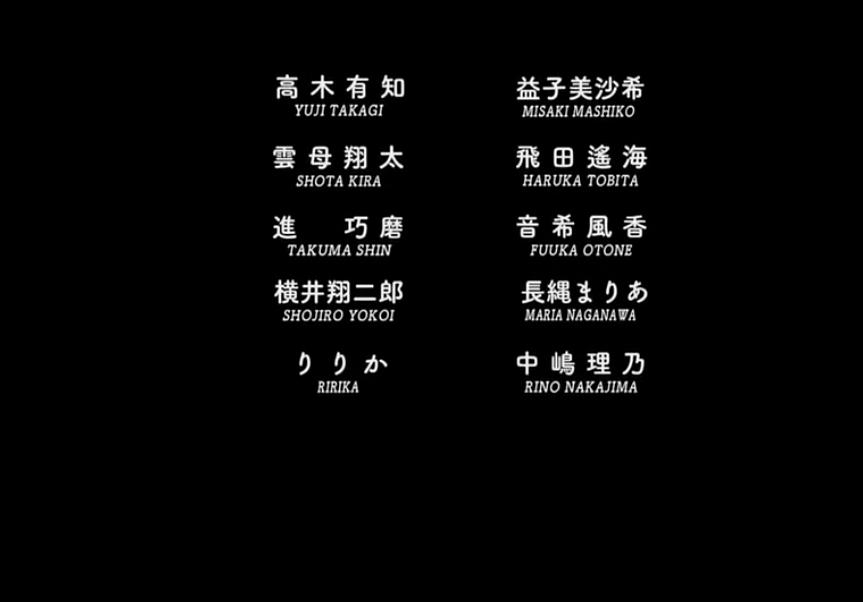 高木有知
YUJI TAKAGI
益子美沙希
MISAKI MASHIKO
雲母翔太
SHOTA KIRA
飛田遙海
HARUKA TOBITA
進 巧磨
TAKUMA SHIN
音希風香
FUUKA OTONE
横井翔二郎
SHOJIRO YOKOI
長縄まりあ
MARIA NAGANAWA
りりか
RIRIKA
中嶋理乃
RINO NAKAJIMA